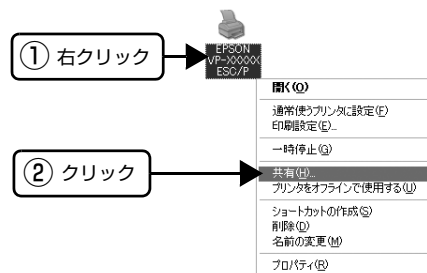 ① 右クリック
EPSON
VP-XXXXX
ESC/P
開く(O)
通常使うプリンタに設定(F)
印刷設定(E)...
一時停止(G)
② クリック
共有(H)...
プリンタをオフラインで使用する(U)
ショートカットの作成(S)
削除(D)
名前の変更(M)
プロパティ(R)